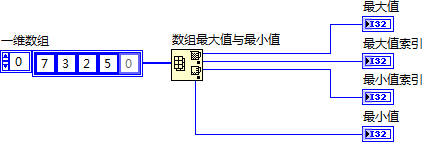 最大值
I32
一维数组
数组最大值与最小值
最大值索引
0 7 3 2 5 0
I32
最小值索引
I32
最小值
I32